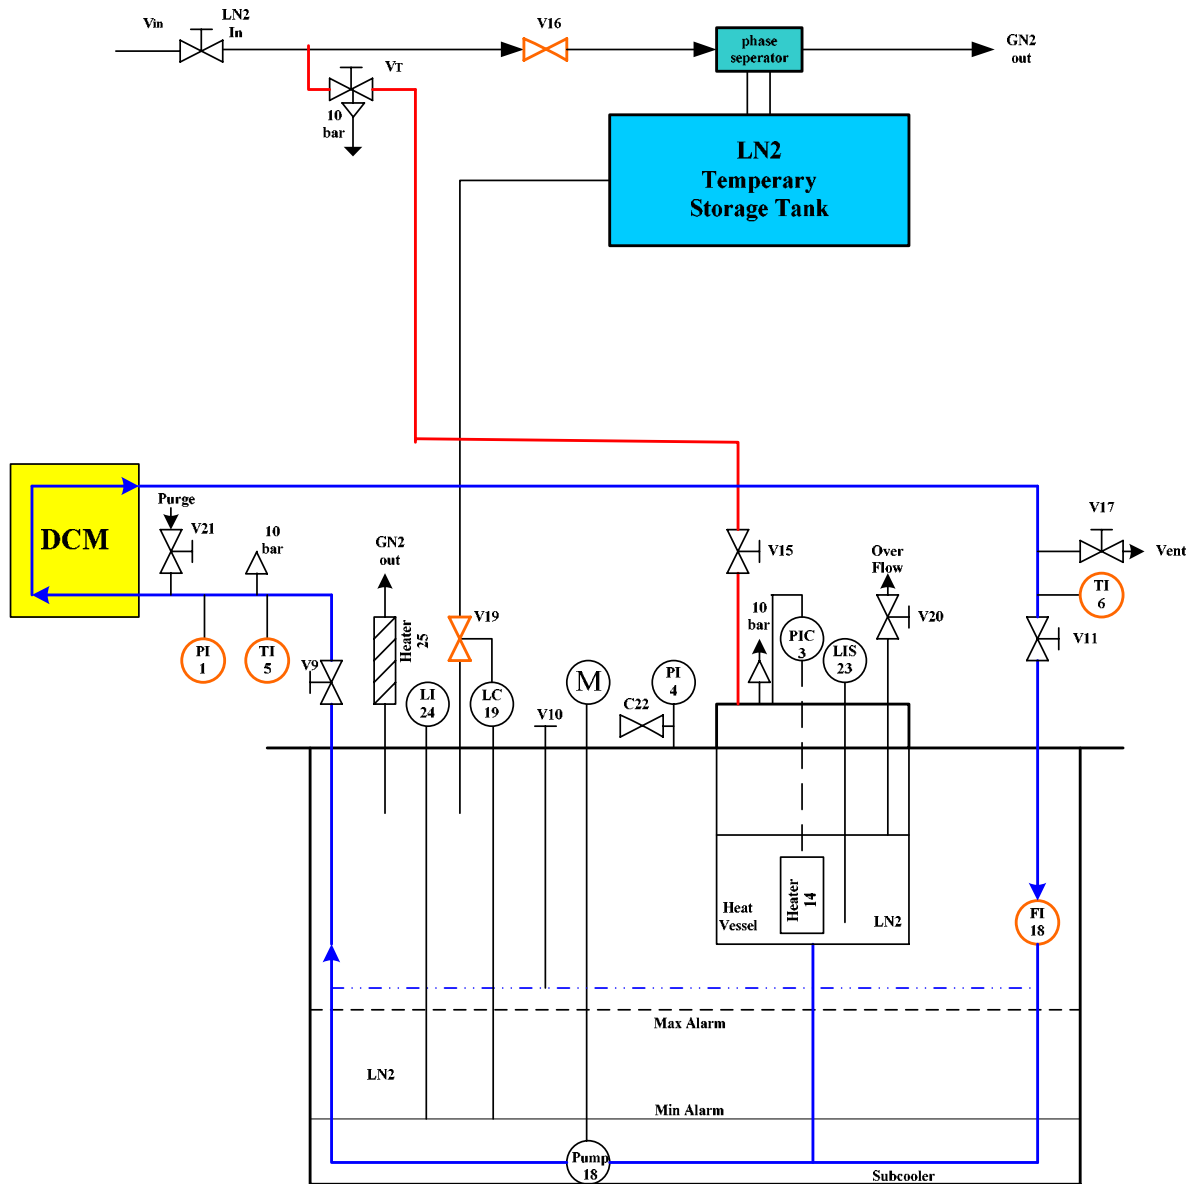 Vin
LN2
In
V16
phase
seperator
GN2
out
VT
10
bar
LN2
Temperary
Storage Tank
DCM
Purge
V21
10
bar
GN2
out
V15
Over
Flow
V17
Vent
TI
6
PI
1
TI
5
V9
Heater
25
V19
10
bar
PIC
3
LIS
23
V20
V11
LI
24
LC
19
V10
M
C22
PI
4
Heater
14
Heat
Vessel
LN2
FI
18
Max Alarm
LN2
Min Alarm
Pump
18
Subcooler